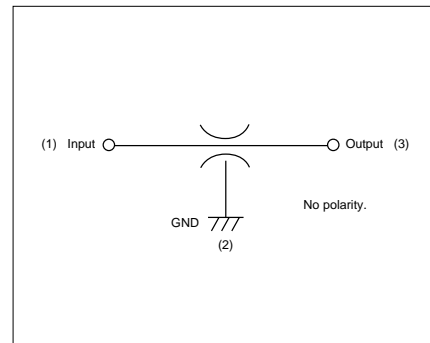 (1) Input Output (3)
No polarity.
GND
(2)